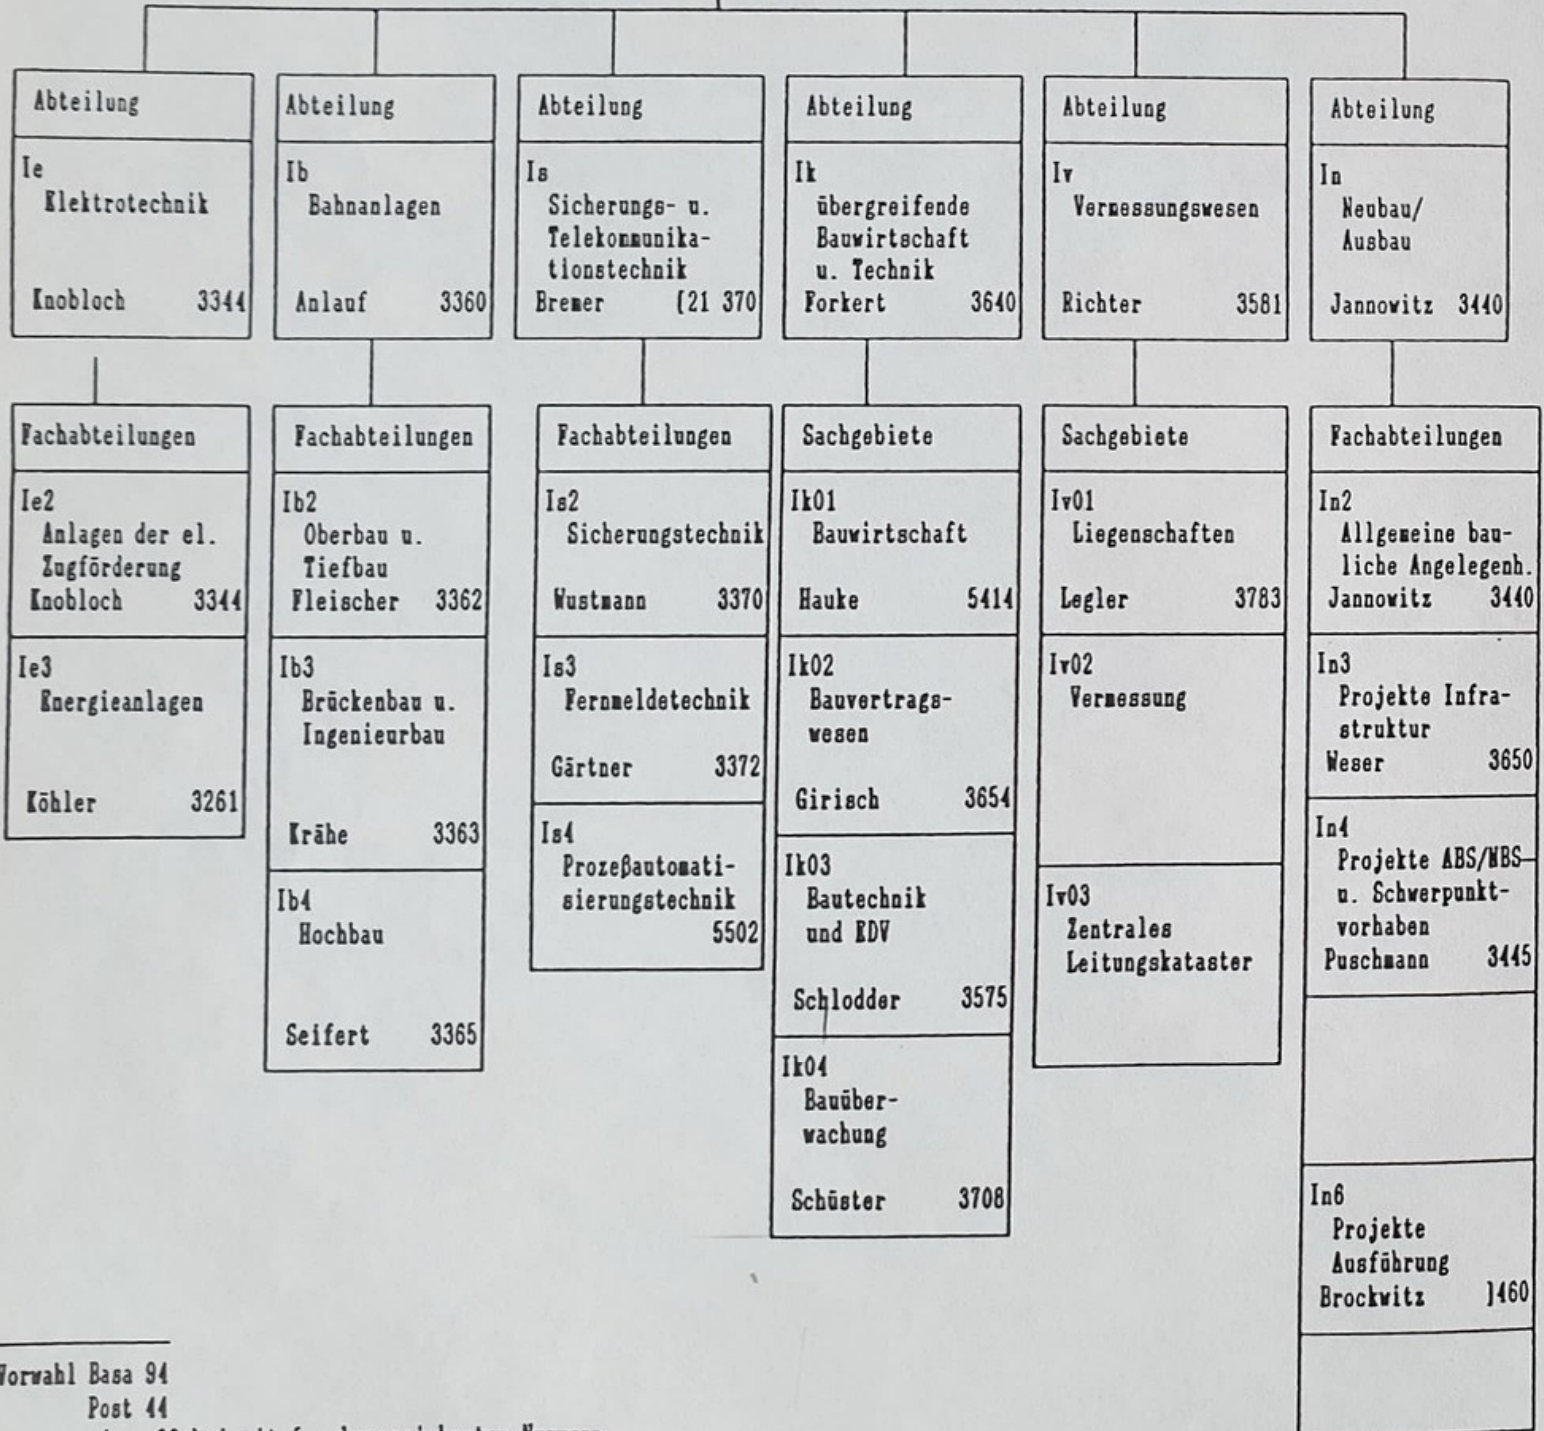 Abteilung
Ie
Elektrotechnik
Knobloch 3344
Fachabteilungen
Ie2
Anlagen der el.
Zugförderung
Knobloch 3344
Ie3
Energieanlagen
Köhler 3261
Abteilung
Ib
Bahnanlagen
Anlauf 3360
Fachabteilungen
Ib2
Oberbau u.
Tiefbau
Fleischer 3362
Ib3
Brückenbau u.
Ingenieurbau
Krähe 3363
Ib4
Hochbau
Seifert 3365
Abteilung
Is
Sicherungs- u.
Telekommunika-
tionstechnik
Bremer [21 370
Fachabteilungen
Is2
Sicherungstechnik
Wustmann 3370
Is3
Fernmeldetechnik
Gärtner 3372
Is4
Prozeßautomati-
sierungstechnik
5502
Abteilung
Ik
übergreifende
Bauwirtschaft
u. Technik
Forkert 3640
Sachgebiete
Ik01
Bauwirtschaft
Hauke 5414
Ik02
Bauvertrags-
wesen
Girisch 3654
Ik03
Bautechnik
und EDV
Schlodder 3575
Ik04
Bauüber-
wachung
Schüster 3708
Abteilung
Iv
Vermessungswesen
Richter 3581
Sachgebiete
Iv01
Liegenschaften
Legler 3783
Iv02
Vermessung
Iv03
Zentrales
Leitungskataster
Abteilung
In
Neubau/
Ausbau
Jannowitz 3440
Fachabteilungen
In2
Allgemeine bau-
liche Angelegenh.
Jannowitz 3440
In3
Projekte Infra-
struktur
Weser 3650
In4
Projekte ABS/NBS
u. Schwerpunkt-
vorhaben
Puschmann 3445
In6
Projekte
Ausführung
Brockwitz ]460
Vorwahl Basa 94
Post 44